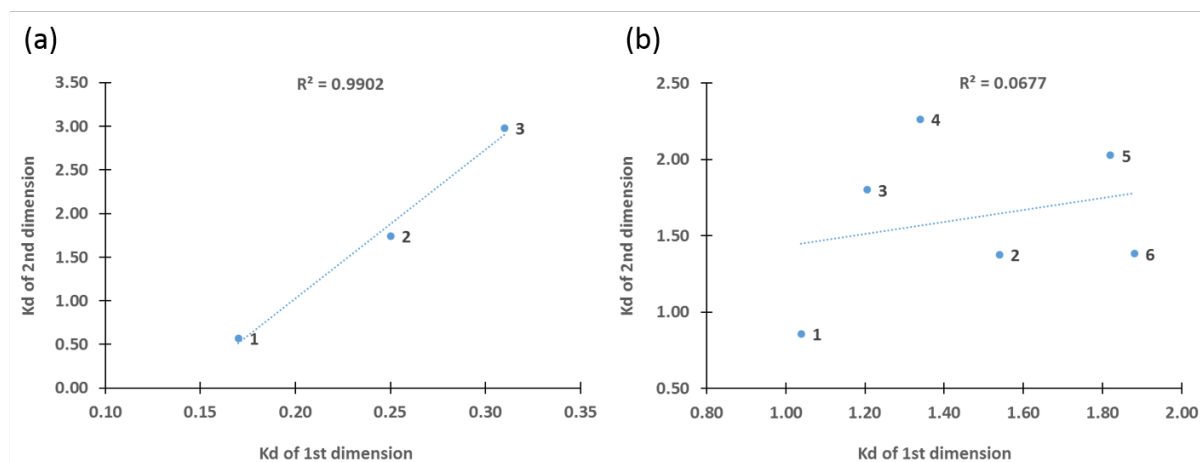 (a)
R² = 0.9902
Kd of 2nd dimension
3.50
3.00
2.50
2.00
1.50
1.00
0.50
0.00
3
2
1
0.10 0.15 0.20 0.25 0.30 0.35
Kd of 1st dimension
(b)
R² = 0.0677
Kd of 2nd dimension
2.50
2.00
1.50
1.00
0.50
4
5
3
2
6
1
0.80 1.00 1.20 1.40 1.60 1.80 2.00
Kd of 1st dimension